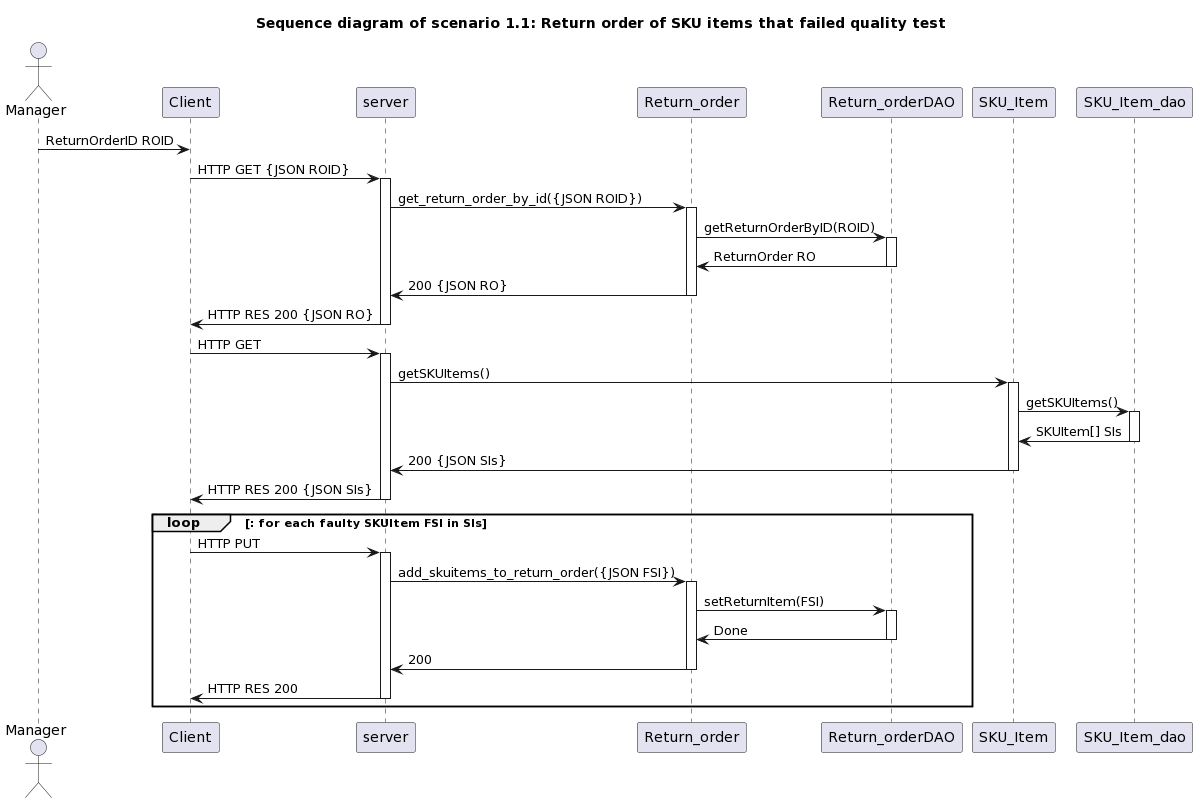 Sequence diagram of scenario 1.1: Return order of SKU items that failed quality test
Manager
Client
server
Return_order
Return_orderDAO
SKU_Item
SKU_Item_dao
ReturnOrderID ROID
HTTP GET {JSON ROID}
get_return_order_by_id({JSON ROID})
getReturnOrderByID(ROID)
ReturnOrder RO
200 {JSON RO}
HTTP RES 200 {JSON RO}
HTTP GET
getSKUItems()
getSKUItems()
SKUItem[] SIs
200 {JSON SIs}
HTTP RES 200 {JSON SIs}
loop
[: for each faulty SKUItem FSI in SIs]
HTTP PUT
add_skuitems_to_return_order({JSON FSI})
setReturnItem(FSI)
Done
200
HTTP RES 200
Manager
Client
server
Return_order
Return_orderDAO
SKU_Item
SKU_Item_dao